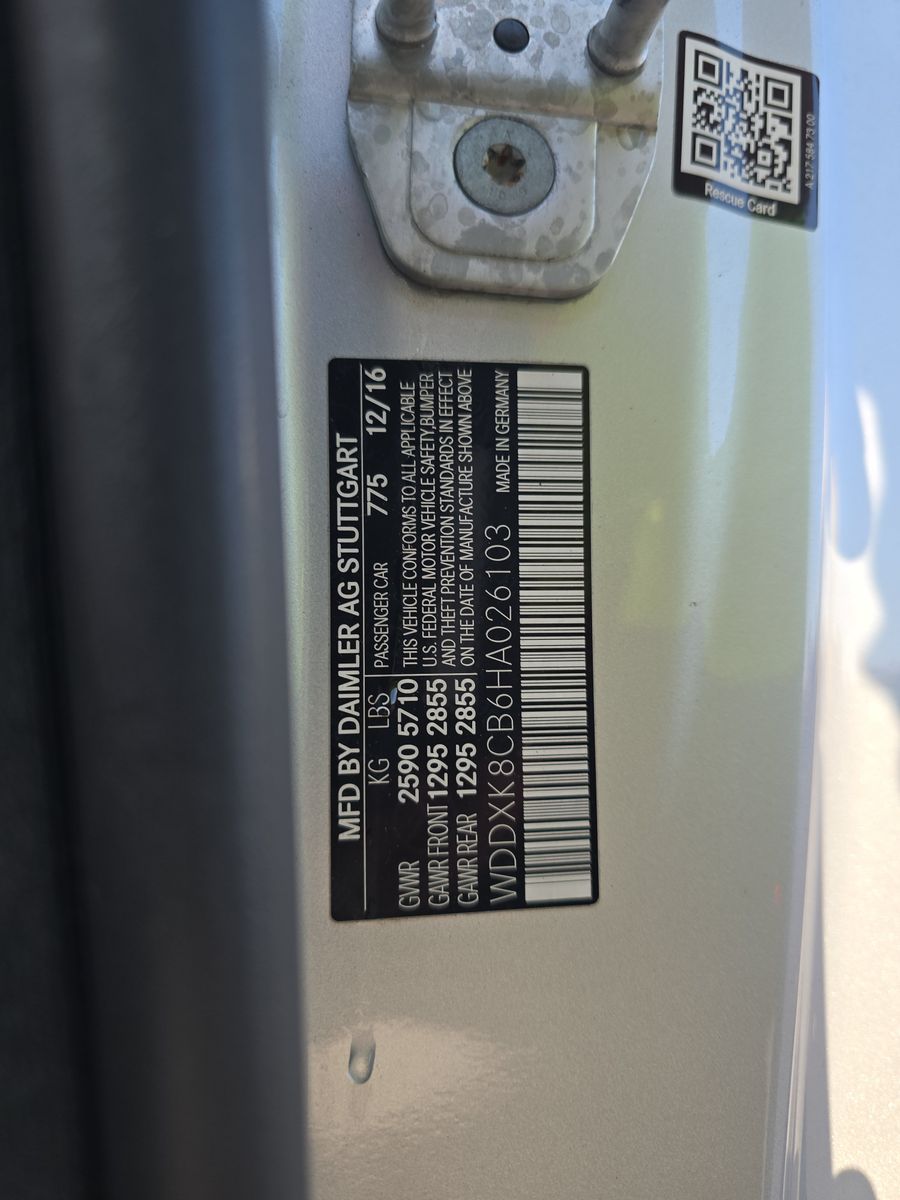 MFD BY DAIMLER AG STUTTGART
KG LBS PASSENGER CAR 775 12/16
GVWR 2590 5710 THIS VEHICLE CONFORMS TO ALL APPLICABLE
GAWR FRONT 1295 2855 U.S. FEDERAL MOTOR VEHICLE SAFETY,BUMPER
AND THEFT PREVENTION STANDARDS IN EFFECT
GAWR REAR 1295 2855 ON THE DATE OF MANUFACTURE SHOWN ABOVE
WDDXK8CB6HA026103 MADE IN GERMANY
Rescue Card
A 217 584 73 00